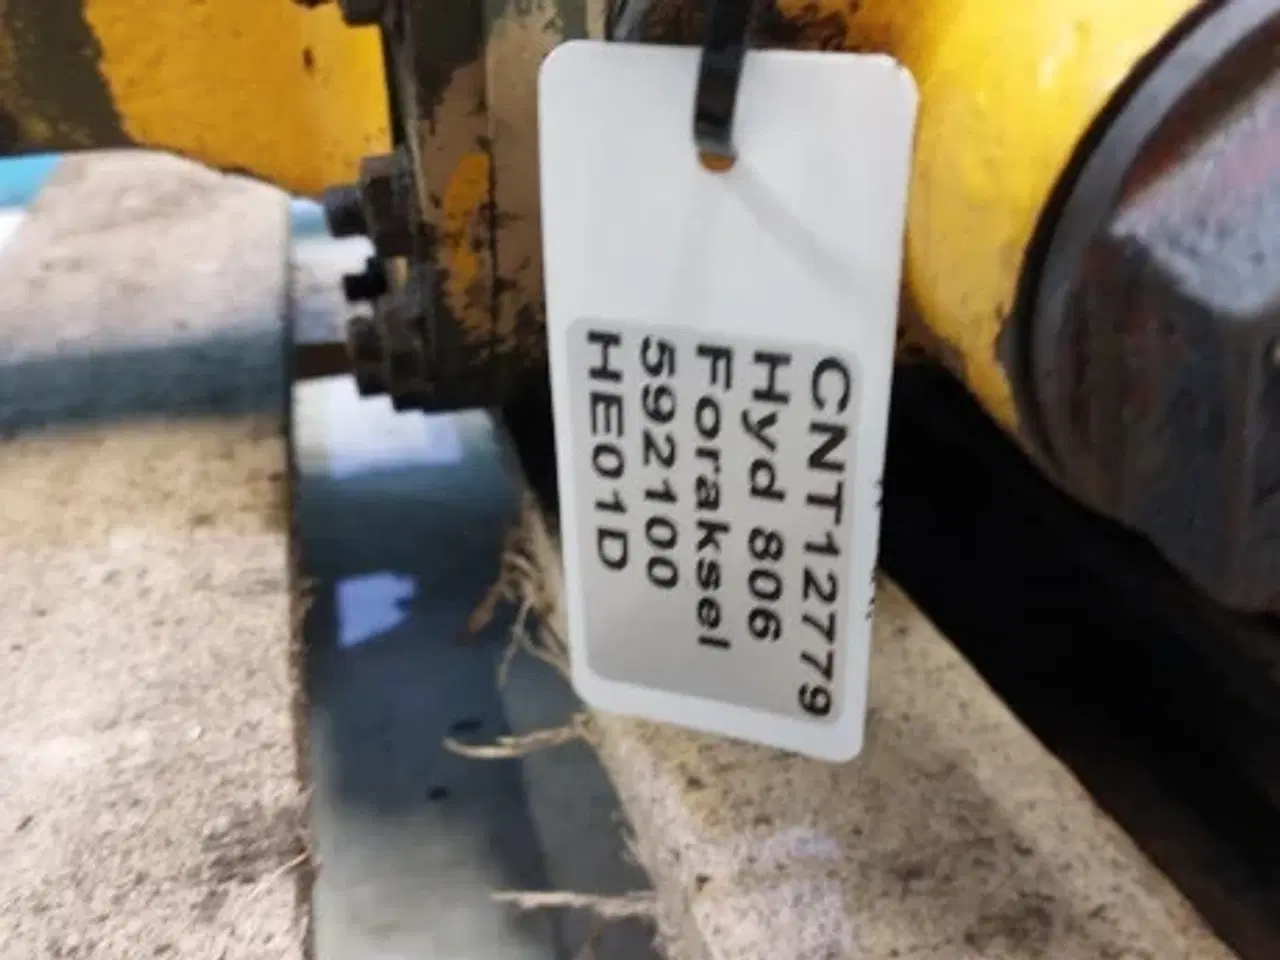 CNT12779
Hyd 806
Foraksel
592100
HE01D